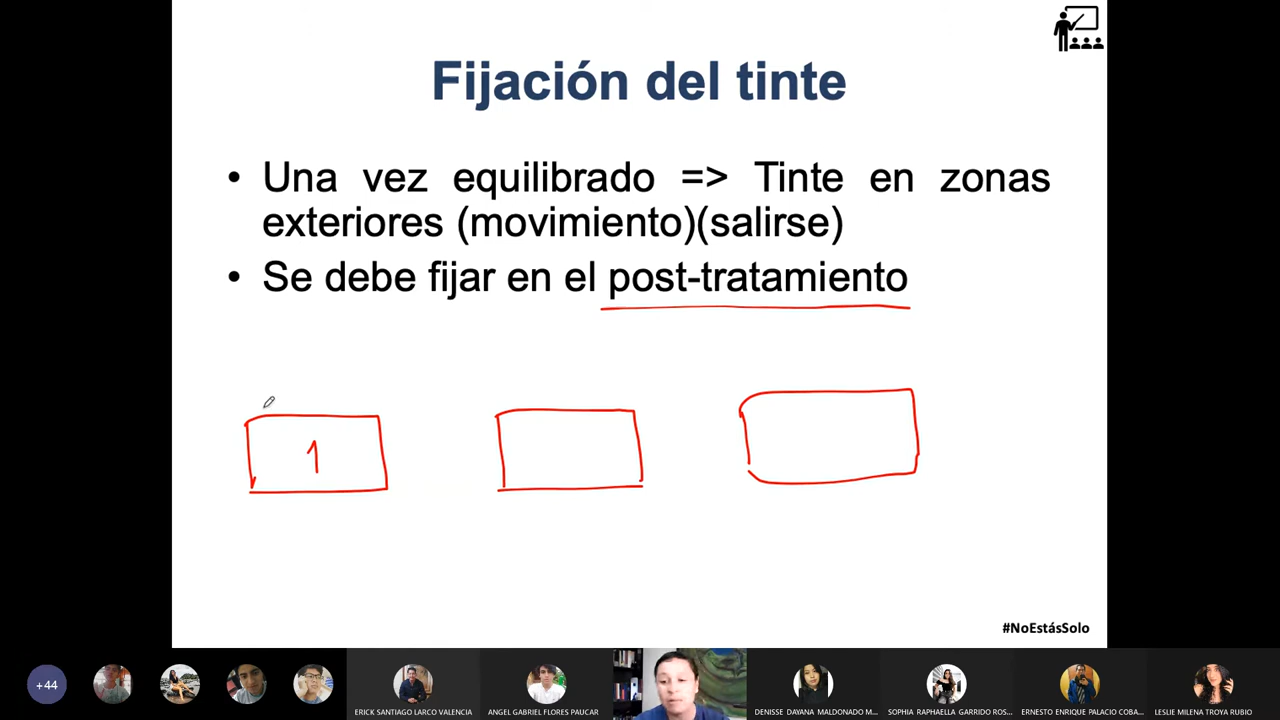 Fijación del tinte
• Una vez equilibrado => Tinte en zonas
exteriores (movimiento)(salirse)
• Se debe fijar en el post-tratamiento
1
#NoEstásSolo
+44
ERICK SANTIAGO LARCO VALENCIA
ANGEL GABRIEL FLORES PAUCAR
DENISSE DAYANA MALDONADO M...
SOPHIA RAPHAELLA GARRIDO ROS...
ERNESTO ENRIQUE PALACIO COBA...
LESLIE MILENA TROYA RUBIO